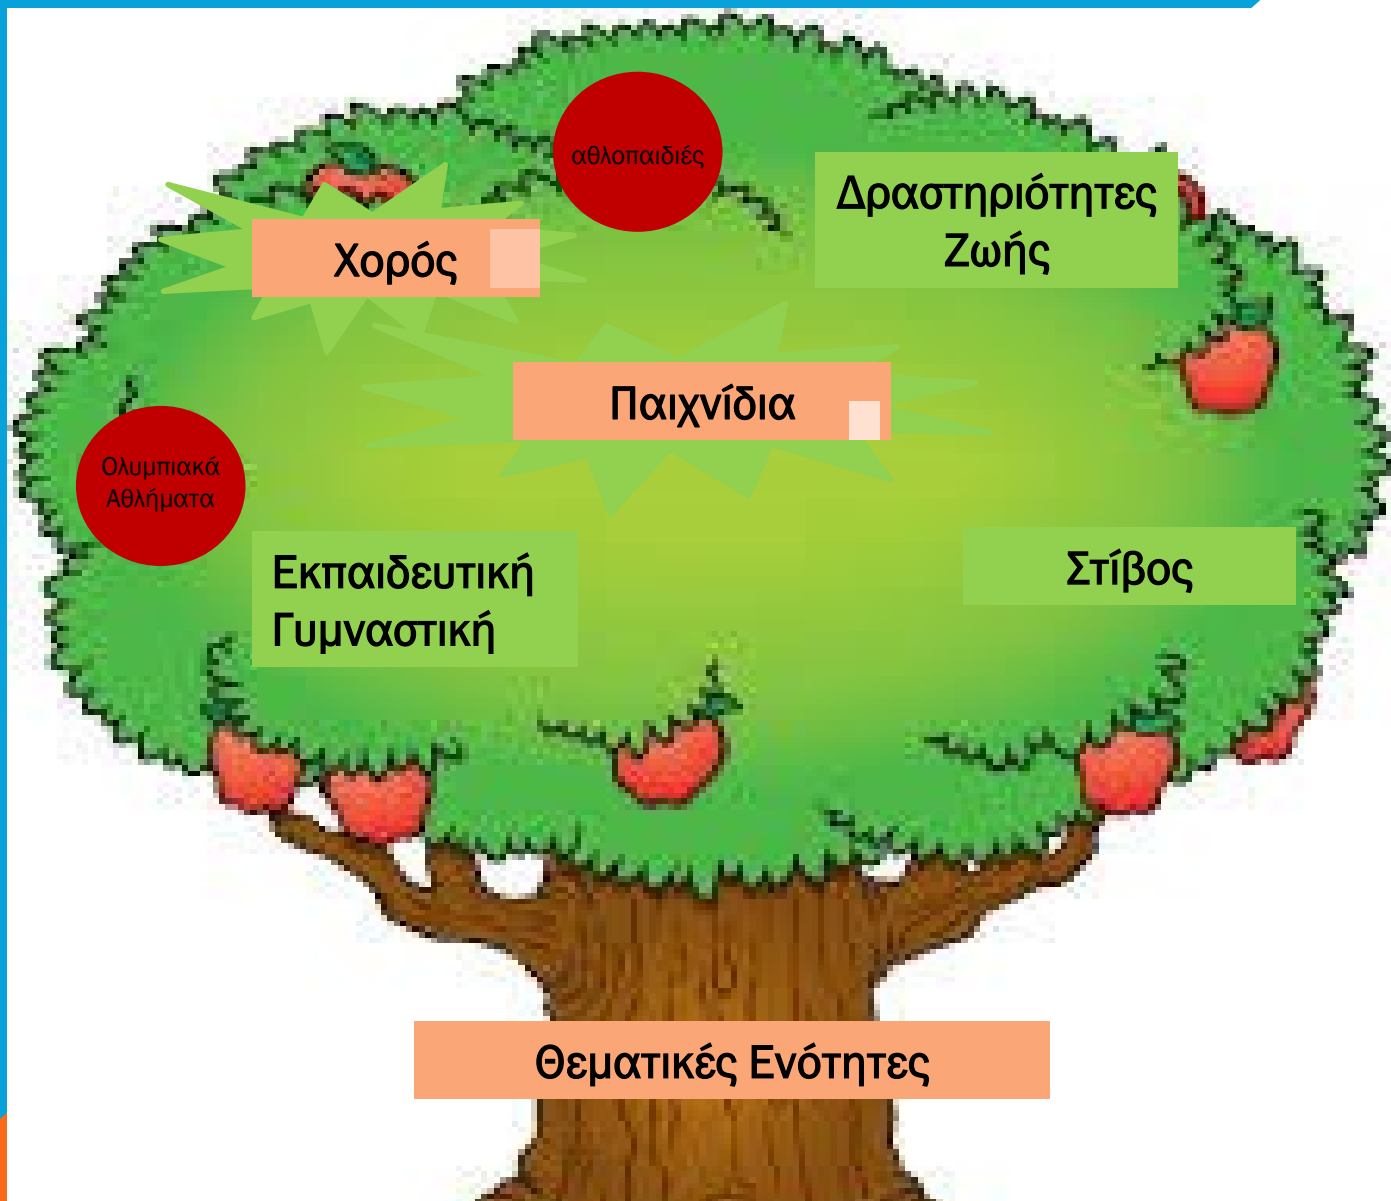 αθλοπαιδιές
Δραστηριότητες
Ζωής
Χορός
Παιχνίδια
Ολυμπιακά
Αθλήματα
Εκπαιδευτική
Γυμναστική
Στίβος
Θεματικές Ενότητες